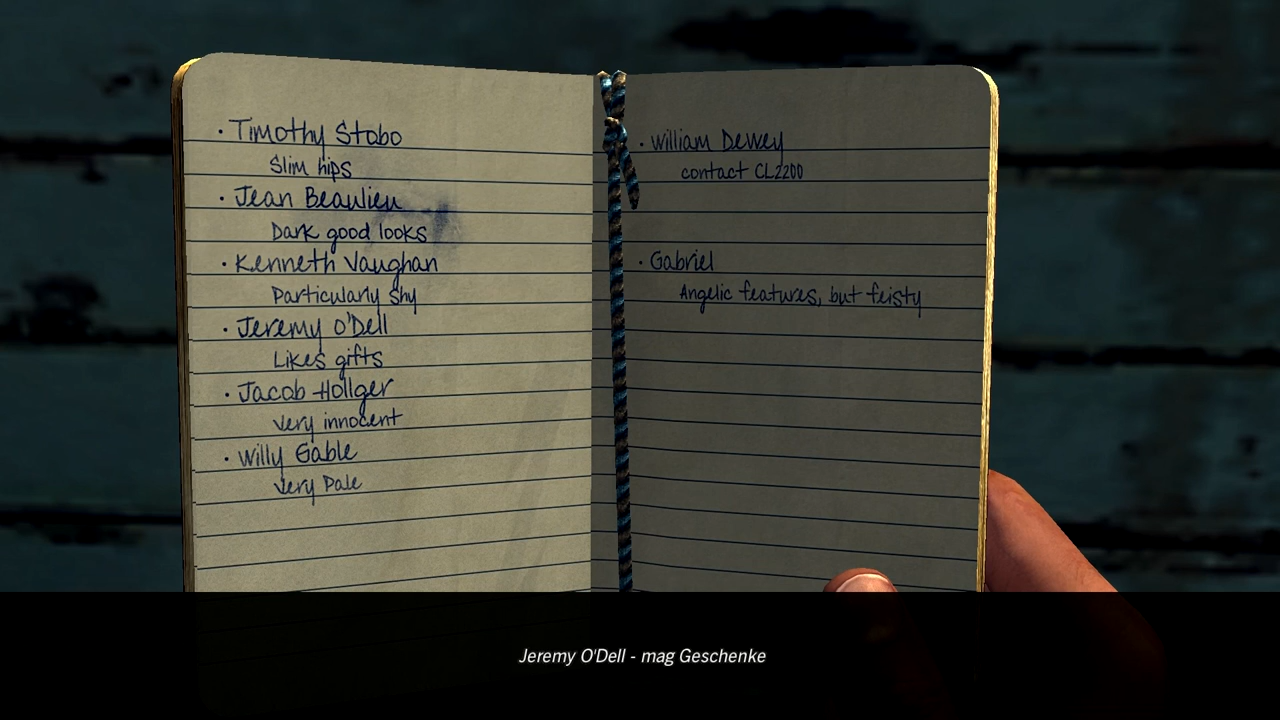 · Timothy Stobo
Slim hips
· Jean Beaulieu
Dark good looks
· Kenneth Vaughan
Particularly shy
· Jeremy O'Dell
Likes gifts
· Jacob Hollger
very innocent
· Willy Gable
very Pale
· William Dewey
contact CL2200
· Gabriel
Angelic features, but feisty
Jeremy O'Dell - mag Geschenke